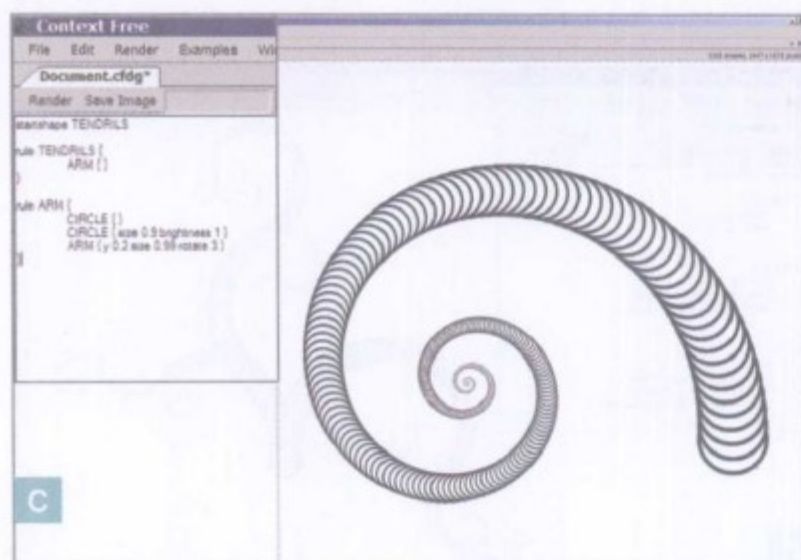 Context Free
File Edit Render Examples Wi
Document.cfdg*
Render Save Image
startshape TENDRILS
rule TENDRILS {
ARM { }
}
rule ARM {
CIRCLE { }
CIRCLE { size 0.9 brightness 1 }
ARM { y 0.2 size 0.99 rotate 3 }
}
C